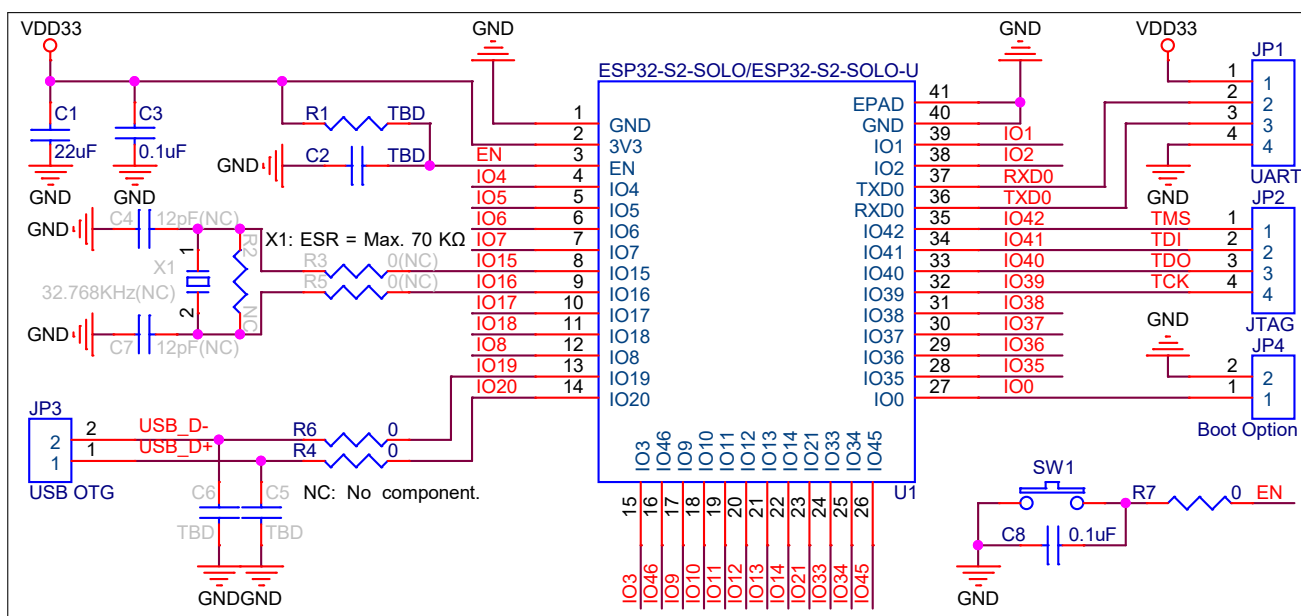 VDD33
C1
22uF
GND
C3
0.1uF
GND
R1
TBD
GND
C2
TBD
GND
ESP32-S2-SOLO/ESP32-S2-SOLO-U
1
GND
2
3V3
EN
3
EN
IO4
4
IO4
IO5
5
IO5
IO6
6
IO6
IO7
7
IO7
IO15
8
IO15
IO16
9
IO16
IO17
10
IO17
IO18
11
IO18
IO8
12
IO8
IO19
13
IO19
IO20
14
IO20
GND
C4
12pF(NC)
1
X1
32.768KHz(NC)
2
R2
NC
X1: ESR = Max. 70 KΩ
R3
0(NC)
R5
0(NC)
GND
C7
12pF(NC)
JP3
2
2
USB_D-
1
1
USB_D+
USB OTG
R6
0
R4
0
C6
TBD
GND
C5
TBD
GND
NC: No component.
GND
EPAD
41
GND
40
IO1
39
IO1
IO2
38
IO2
TXD0
37
RXD0
RXD0
36
TXD0
IO42
35
IO42
TMS
IO41
34
IO41
TDI
IO40
33
IO40
TDO
IO39
32
IO39
TCK
IO38
31
IO38
IO37
30
IO37
IO36
29
IO36
IO35
28
IO35
IO0
27
IO0
U1
IO3
15
IO3
IO46
16
IO46
IO9
17
IO9
IO10
18
IO10
IO11
19
IO11
IO12
20
IO12
IO13
21
IO13
IO14
22
IO14
IO21
23
IO21
IO33
24
IO33
IO34
25
IO34
IO45
26
IO45
VDD33
JP1
1
1
2
2
3
3
4
4
GND
UART
JP2
1
1
2
2
3
3
4
4
JTAG
GND
JP4
2
2
1
1
Boot Option
SW1
R7
0
EN
C8
0.1uF
GND